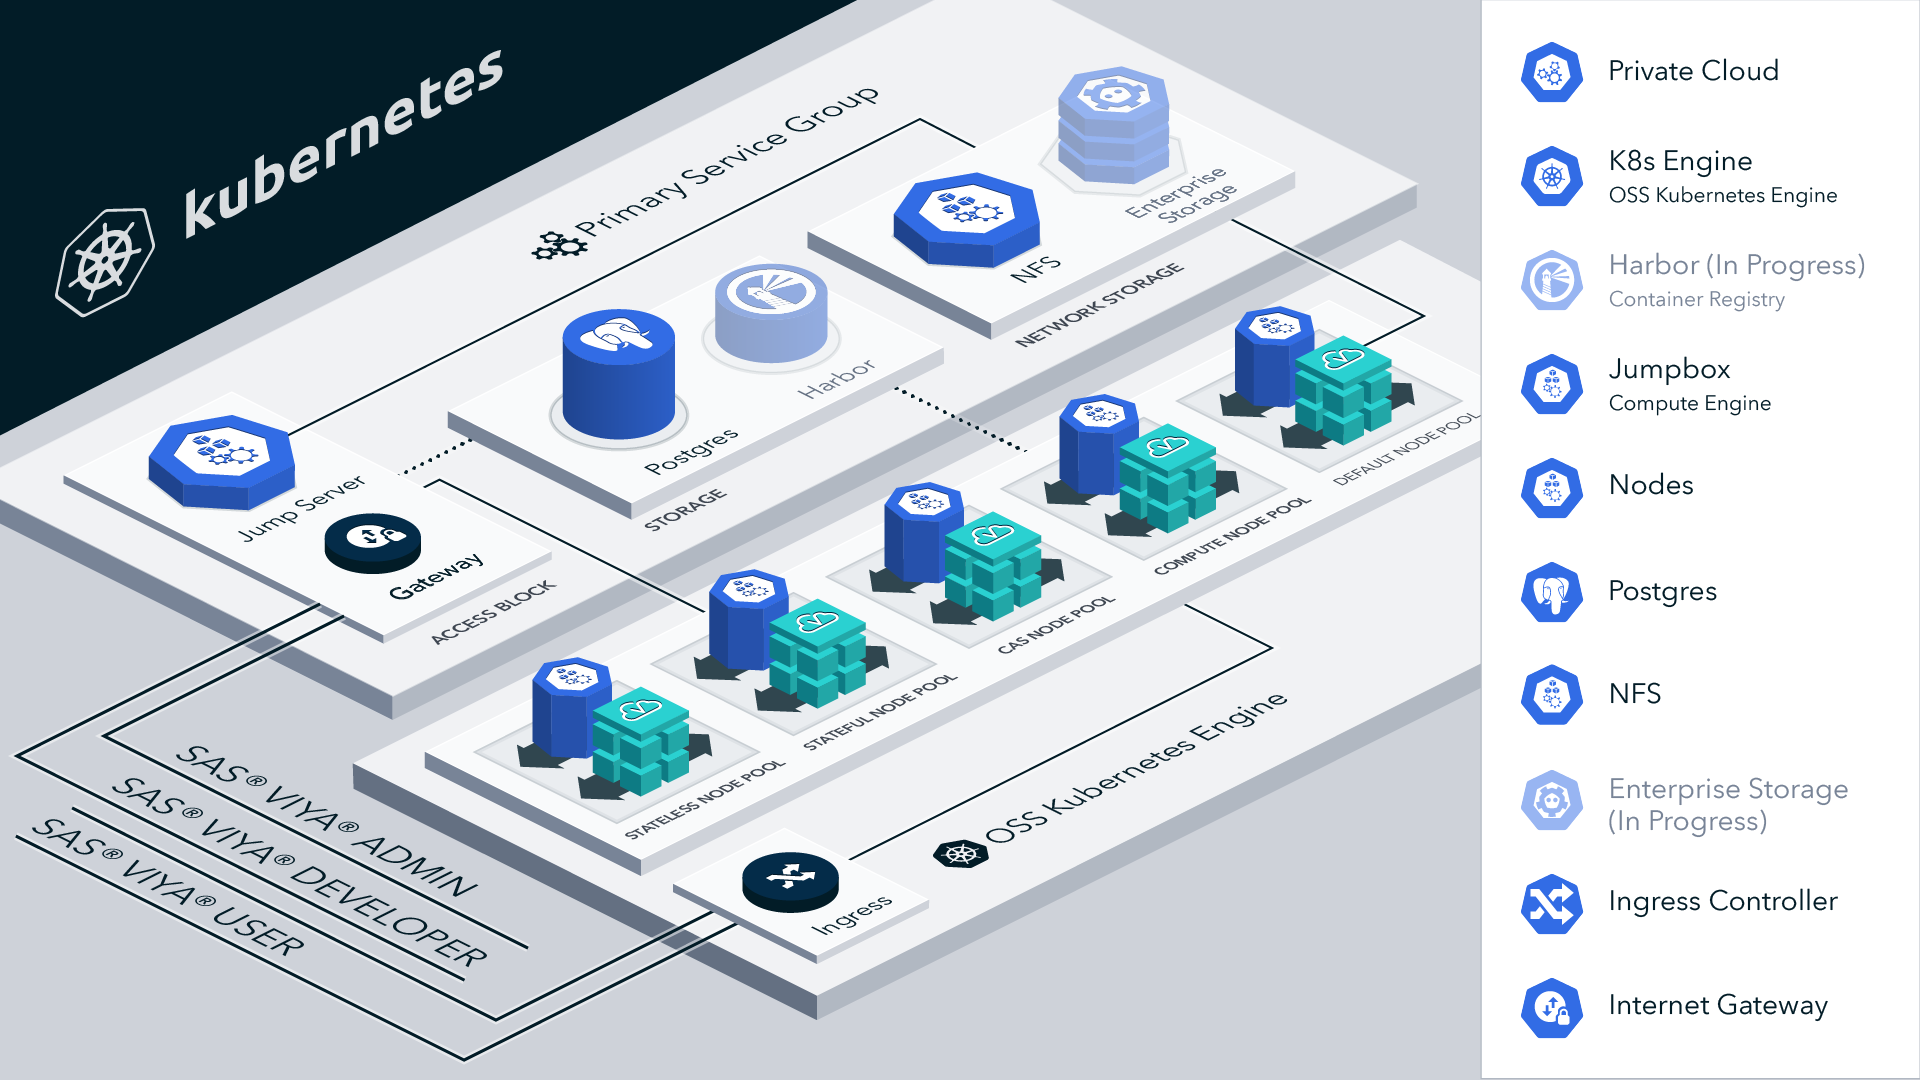 kubernetes
Primary Service Group
Enterprise
Storage
NFS
NETWORK STORAGE
Harbor
Postgres
STORAGE
Jump Server
Gateway
ACCESS BLOCK
DEFAULT NODE POOL
COMPUTE NODE POOL
CAS NODE POOL
STATEFUL NODE POOL
STATELESS NODE POOL
OSS Kubernetes Engine
Ingress
SAS® VIYA® ADMIN
SAS® VIYA® DEVELOPER
SAS® VIYA® USER
Private Cloud
K8s Engine
OSS Kubernetes Engine
Harbor (In Progress)
Container Registry
Jumpbox
Compute Engine
Nodes
Postgres
NFS
Enterprise Storage
(In Progress)
Ingress Controller
Internet Gateway